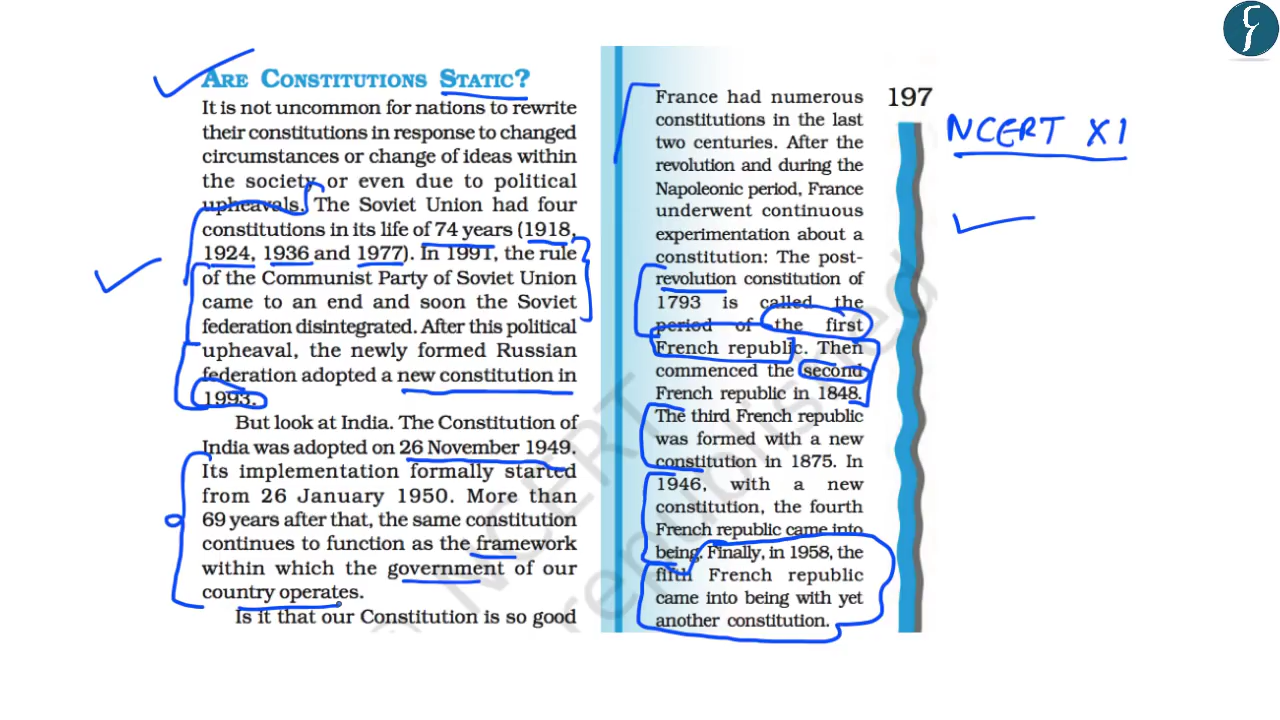 ARE CONSTITUTIONS STATIC?
It is not uncommon for nations to rewrite
their constitutions in response to changed
circumstances or change of ideas within
the society or even due to political
upheavals. The Soviet Union had four
constitutions in its life of 74 years (1918,
1924, 1936 and 1977). In 1991, the rule
of the Communist Party of Soviet Union
came to an end and soon the Soviet
federation disintegrated. After this political
upheaval, the newly formed Russian
federation adopted a new constitution in
1993.
But look at India. The Constitution of
India was adopted on 26 November 1949.
Its implementation formally started
from 26 January 1950. More than
69 years after that, the same constitution
continues to function as the framework
within which the government of our
country operates.
Is it that our Constitution is so good
France had numerous
constitutions in the last
two centuries. After the
revolution and during the
Napoleonic period, France
underwent continuous
experimentation about a
constitution: The post-
revolution constitution of
1793 is called the
period of the first
French republic. Then
commenced the second
French republic in 1848.
The third French republic
was formed with a new
constitution in 1875. In
1946, with a new
constitution, the fourth
French republic came into
being. Finally, in 1958, the
fifth French republic
came into being with yet
another constitution.
197
NCERT XI
© NCERT
republished